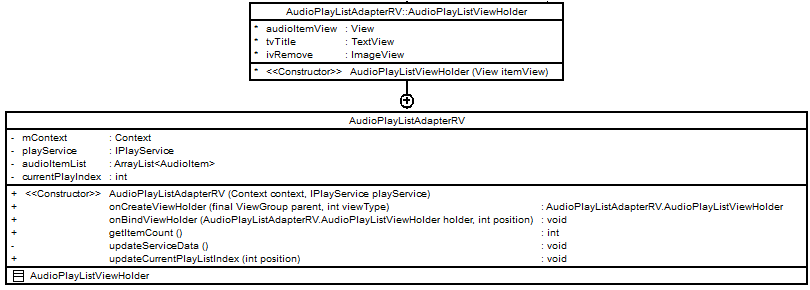 AudioPlayListAdapterRV::AudioPlayListViewHolder
* audioItemView : View
* tvTitle : TextView
* ivRemove : ImageView
* <<Constructor>> AudioPlayListViewHolder (View itemView)
AudioPlayListAdapterRV
- mContext : Context
- playService : IPlayService
- audioItemList : ArrayList<AudioItem>
- currentPlayIndex : int
+ <<Constructor>> AudioPlayListAdapterRV (Context context, IPlayService playService)
+ onCreateViewHolder (final ViewGroup parent, int viewType) : AudioPlayListAdapterRV.AudioPlayListViewHolder
+ onBindViewHolder (AudioPlayListAdapterRV.AudioPlayListViewHolder holder, int position) : void
+ getItemCount () : int
- updateServiceData () : void
+ updateCurrentPlayListIndex (int position) : void
AudioPlayListViewHolder